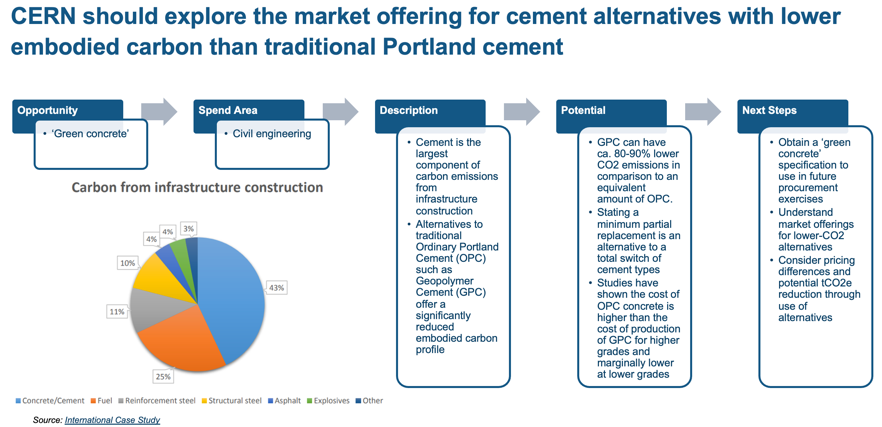 CERN should explore the market offering for cement alternatives with lower
embodied carbon than traditional Portland cement
Opportunity
• ‘Green concrete’
Spend Area
• Civil engineering
Description
• Cement is the
largest
component of
carbon emissions
from
infrastructure
construction
• Alternatives to
traditional
Ordinary Portland
Cement (OPC)
such as
Geopolymer
Cement (GPC)
offer a
significantly
reduced
embodied carbon
profile
Potential
• GPC can have
ca. 80-90% lower
CO2 emissions in
comparison to an
equivalent
amount of OPC.
• Stating a
minimum partial
replacement is an
alternative to a
total switch of
cement types
• Studies have
shown the cost of
OPC concrete is
higher than the
cost of production
of GPC for higher
grades and
marginally lower
at lower grades
Next Steps
• Obtain a ‘green
concrete’
specification to
use in future
procurement
exercises
• Understand
market offerings
for lower-CO2
alternatives
• Consider pricing
differences and
potential tCO2e
reduction through
use of
alternatives
Carbon from infrastructure construction
3%
4%
4%
10%
43%
11%
25%
Concrete/Cement Fuel Reinforcement steel Structural steel Asphalt Explosives Other
Source: International Case Study